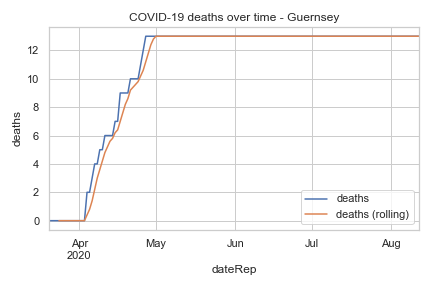 COVID-19 deaths over time - Guernsey
deaths
12
10
8
6
4
2
0
Apr
2020
May
Jun
Jul
Aug
dateRep
deaths
deaths (rolling)